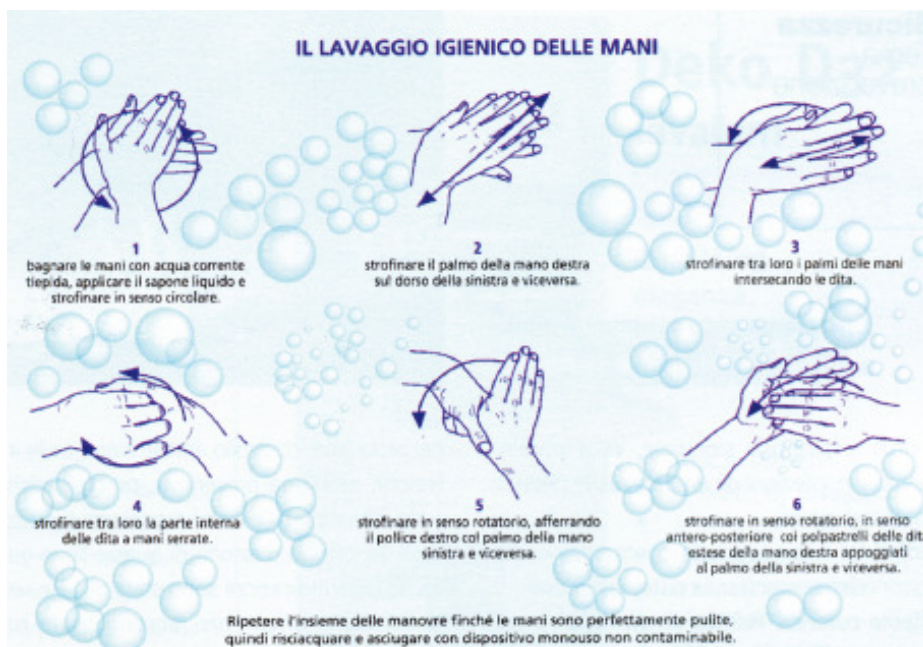 IL LAVAGGIO IGIENICO DELLE MANI
1
bagnare le mani con acqua corrente
tiepida, applicare il sapone liquido e
strofinare in senso circolare.
2
strofinare il palmo della mano destra
sul dorso della sinistra e viceversa.
3
strofinare tra loro i palmi delle mani
intersecando le dita.
4
strofinare tra loro la parte interna
delle dita a mani serrate.
5
strofinare in senso rotatorio, afferrando
il pollice destro col palmo della mano
sinistra e viceversa.
6
strofinare in senso rotatorio, in senso
antero-posteriore coi polpastrelli delle dita
estese della mano destra appoggiati
al palmo della sinistra e viceversa.
Ripetere l'insieme delle manovre finché le mani sono perfettamente pulite,
quindi risciacquare e asciugare con dispositivo monouso non contaminabile.